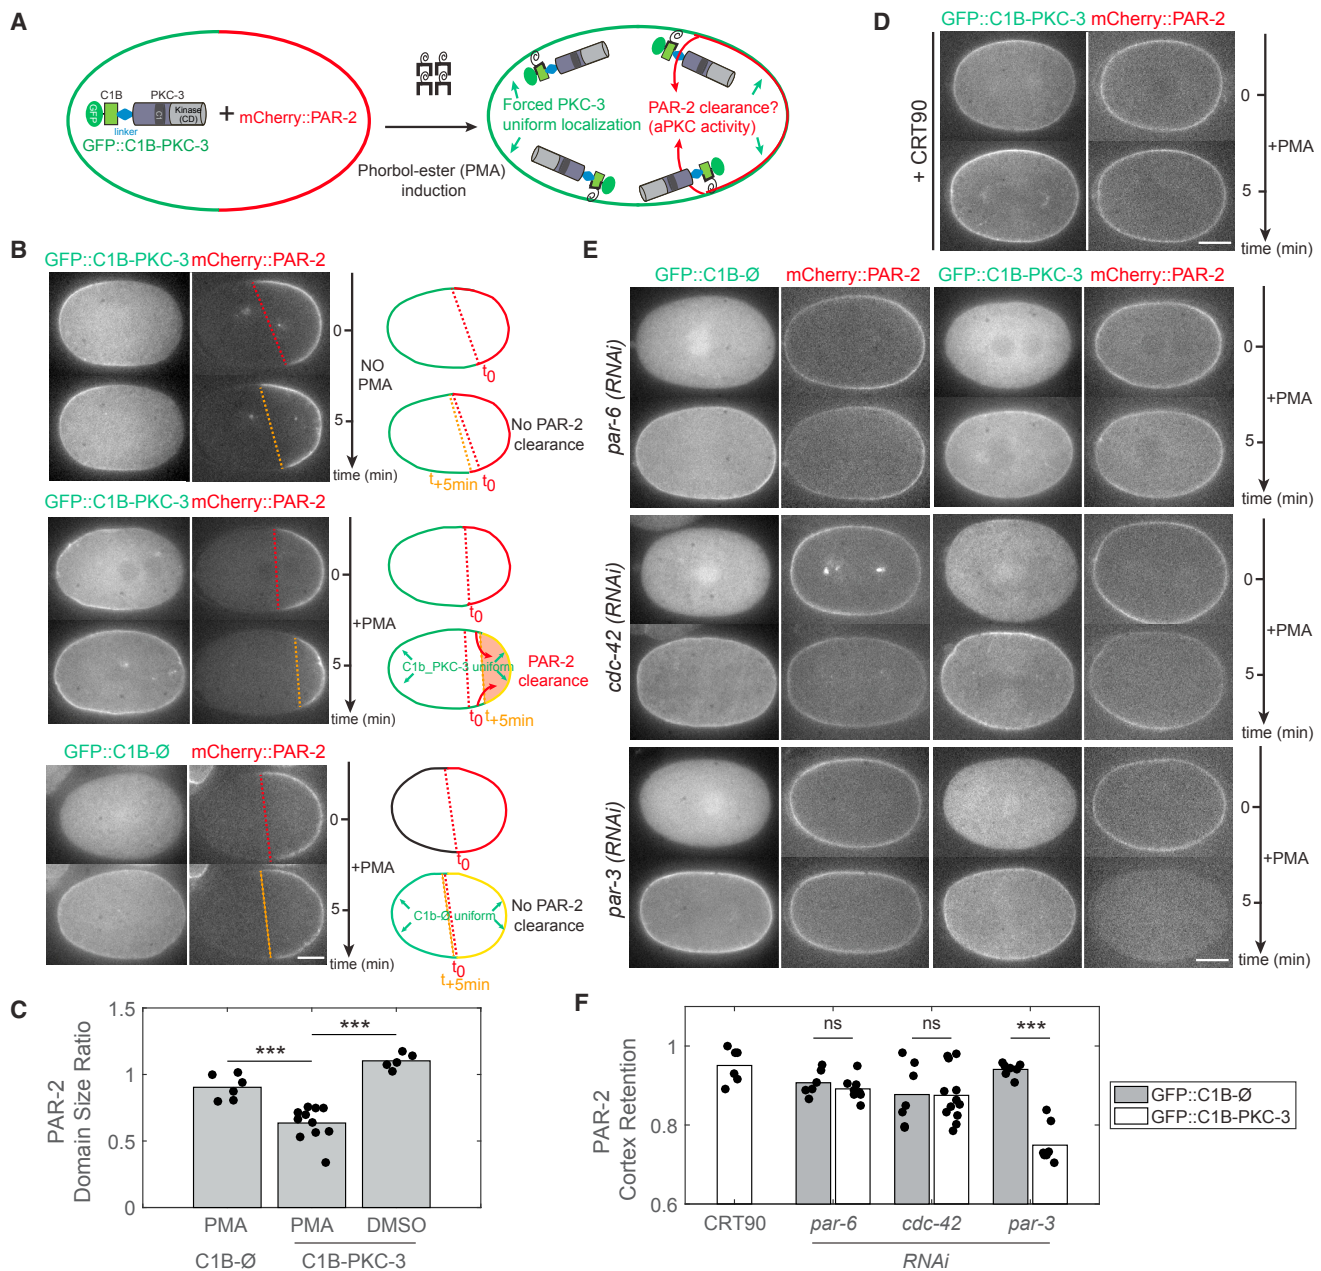 A
C1B
PKC-3
GFP
C1
Kinase
(CD)
linker
GFP::C1B-PKC-3
+
mCherry::PAR-2
Phorbol-ester (PMA)
induction
Forced PKC-3
uniform localization
PAR-2 clearance?
(aPKC activity)
B
GFP::C1B-PKC-3 mCherry::PAR-2
0
NO
PMA
5
time (min)
t0
No PAR-2
clearance
t+5min t0
GFP::C1B-PKC-3 mCherry::PAR-2
0
+PMA
5
time (min)
t0
C1b_PKC-3 uniform
PAR-2
clearance
t0 t+5min
GFP::C1B-Ø mCherry::PAR-2
0
+PMA
5
time (min)
t0
C1b-Ø uniform
No PAR-2
clearance
t0
t+5min
C
PAR-2
Domain Size Ratio
1.5
1
0.5
0
*** ***
PMA PMA DMSO
C1B-Ø C1B-PKC-3
D
GFP::C1B-PKC-3 mCherry::PAR-2
+ CRT90
0
+PMA
5
time (min)
E
GFP::C1B-Ø mCherry::PAR-2 GFP::C1B-PKC-3 mCherry::PAR-2
par-6 (RNAi)
0
+PMA
5
time (min)
cdc-42 (RNAi)
0
+PMA
5
time (min)
par-3 (RNAi)
0
+PMA
5
time (min)
F
PAR-2
Cortex Retention
1
0.8
0.6
ns ns ***
CRT90 par-6 cdc-42 par-3
RNAi
GFP::C1B-Ø
GFP::C1B-PKC-3